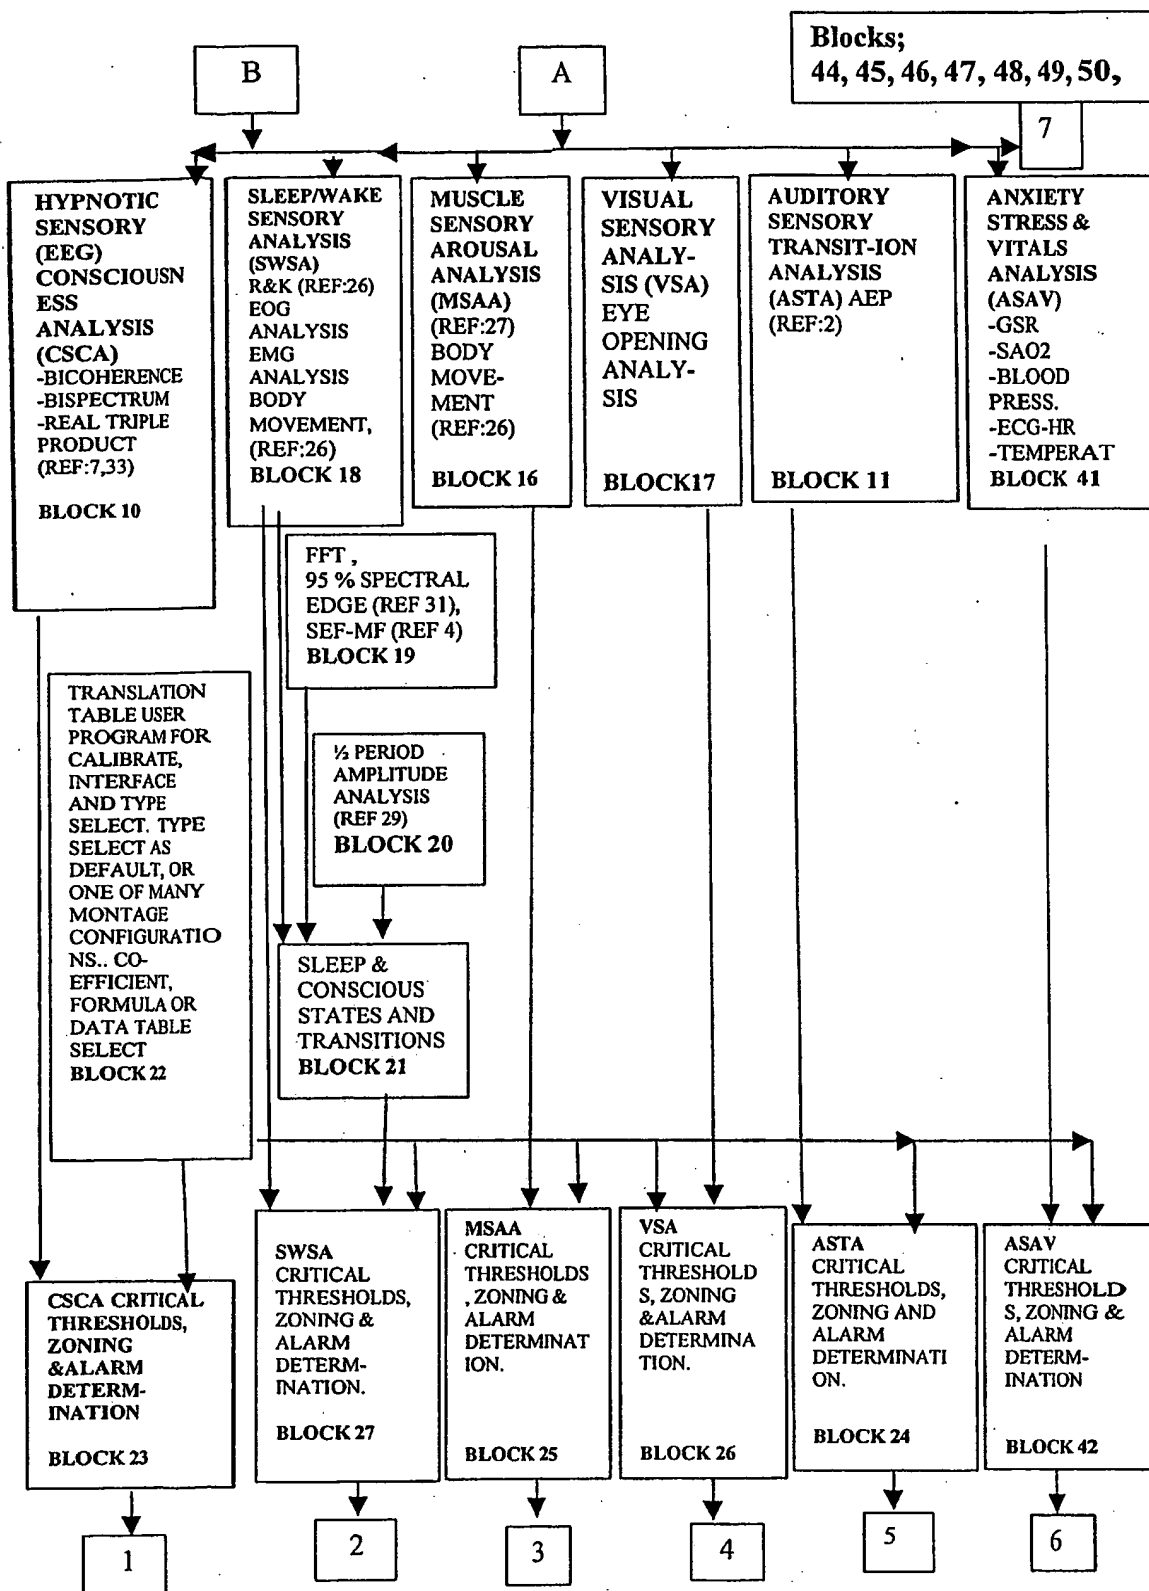 B
A
Blocks;
44, 45, 46, 47, 48, 49, 50,
7
HYPNOTIC
SENSORY
(EEG)
CONSCIOUSN
ESS
ANALYSIS
(CSCA)
-BICOHERENCE
-BISPECTRUM
-REAL TRIPLE
PRODUCT
(REF:7,33)
BLOCK 10
SLEEP/WAKE
SENSORY
ANALYSIS
(SWSA)
R&K (REF:26)
EOG
ANALYSIS
EMG
ANALYSIS
BODY
MOVEMENT,
(REF:26)
BLOCK 18
MUSCLE
SENSORY
AROUSAL
ANALYSIS
(MSAA)
(REF:27)
BODY
MOVE-
MENT
(REF:26)
BLOCK 16
VISUAL
SENSORY
ANALY-
SIS (VSA)
EYE
OPENING
ANALY-
SIS
BLOCK17
AUDITORY
SENSORY
TRANSIT-ION
ANALYSIS
(ASTA) AEP
(REF:2)
BLOCK 11
ANXIETY
STRESS &
VITALS
ANALYSIS
(ASAV)
-GSR
-SAO2
-BLOOD
PRESS.
-ECG-HR
-TEMPERAT
BLOCK 41
FFT ,
95 % SPECTRAL
EDGE (REF 31),
SEF-MF (REF 4)
BLOCK 19
TRANSLATION
TABLE USER
PROGRAM FOR
CALIBRATE,
INTERFACE
AND TYPE
SELECT. TYPE
SELECT AS
DEFAULT, OR
ONE OF MANY
MONTAGE
CONFIGURATIO
NS.. CO-
EFFICIENT,
FORMULA OR
DATA TABLE
SELECT
BLOCK 22
½ PERIOD
AMPLITUDE
ANALYSIS
(REF 29)
BLOCK 20
SLEEP &
CONSCIOUS
STATES AND
TRANSITIONS
BLOCK 21
CSCA CRITICAL
THRESHOLDS,
ZONING
&ALARM
DETERM-
INATION
BLOCK 23
SWSA
CRITICAL
THRESHOLDS,
ZONING &
ALARM
DETERM-
INATION.
BLOCK 27
MSAA
CRITICAL
THRESHOLDS
, ZONING &
ALARM
DETERMINAT
ION.
BLOCK 25
VSA
CRITICAL
THRESHOLD
S, ZONING
&ALARM
DETERMINA
TION.
BLOCK 26
ASTA
CRITICAL
THRESHOLDS,
ZONING AND
ALARM
DETERMINATI
ON.
BLOCK 24
ASAV
CRITICAL
THRESHOLD
S, ZONING &
ALARM
DETERM-
INATION
BLOCK 42
1
2
3
4
5
6